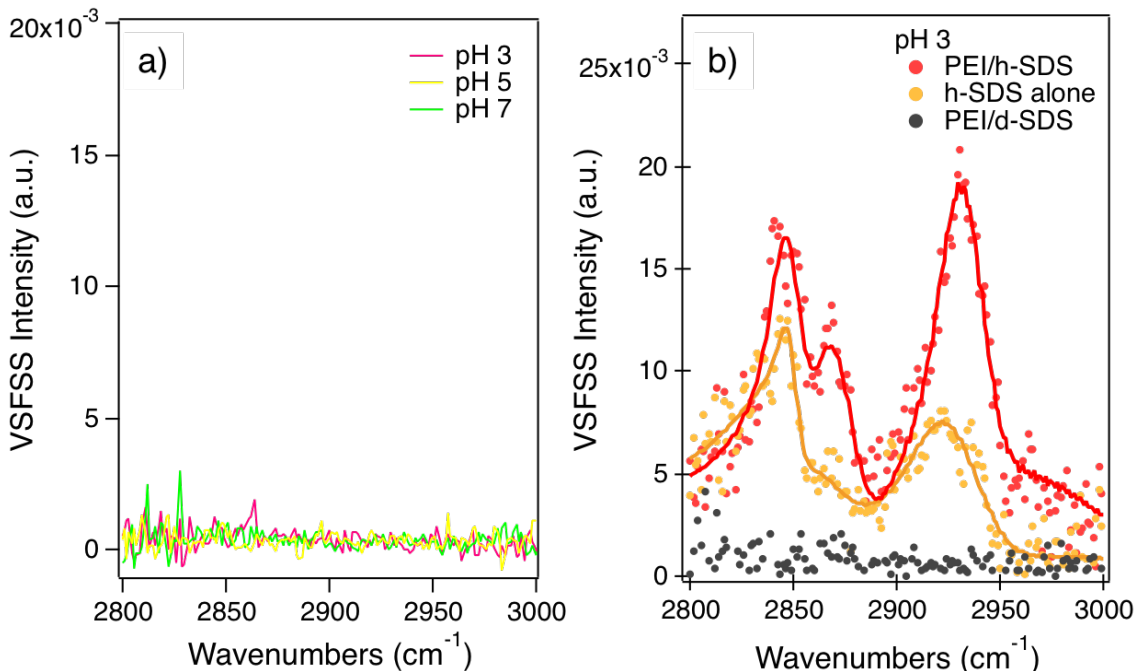 a)
pH 3
pH 5
pH 7
20x10-3
15
10
5
0
VSFSS Intensity (a.u.)
2800 2850 2900 2950 3000
Wavenumbers (cm-1)
b)
pH 3
PEI/h-SDS
h-SDS alone
PEI/d-SDS
25x10-3
20
15
10
5
0
VSFSS Intensity (a.u.)
2800 2850 2900 2950 3000
Wavenumbers (cm-1)